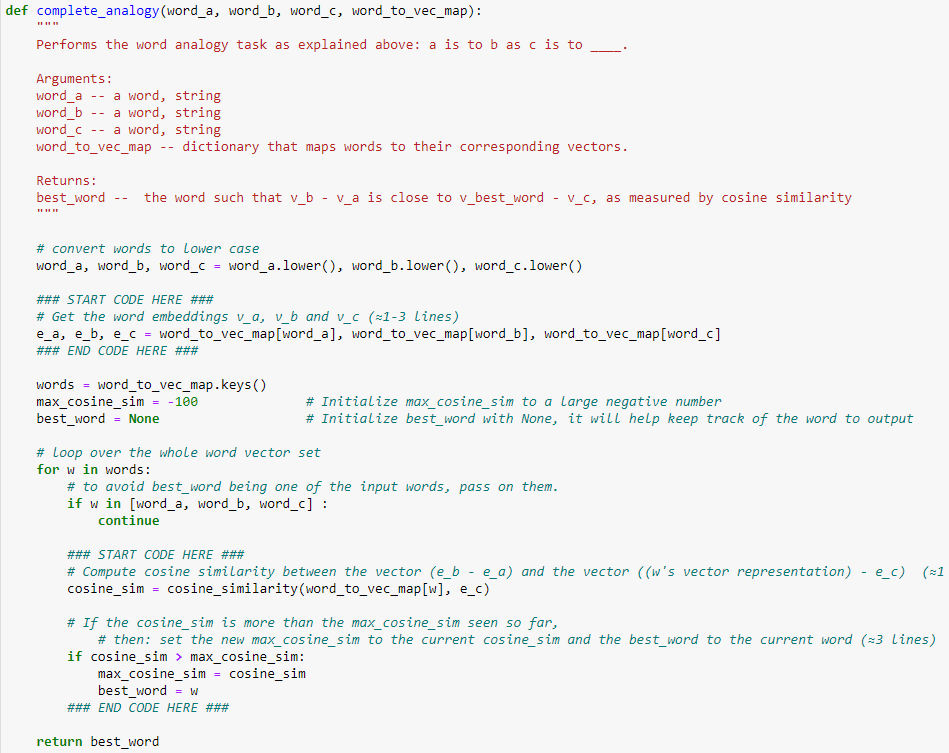 def complete_analogy(word_a, word_b, word_c, word_to_vec_map):
    """
    Performs the word analogy task as explained above: a is to b as c is to ____.

    Arguments:
    word_a -- a word, string
    word_b -- a word, string
    word_c -- a word, string
    word_to_vec_map -- dictionary that maps words to their corresponding vectors.

    Returns:
    best_word --  the word such that v_b - v_a is close to v_best_word - v_c, as measured by cosine similarity
    """

    # convert words to lower case
    word_a, word_b, word_c = word_a.lower(), word_b.lower(), word_c.lower()

    ### START CODE HERE ###
    # Get the word embeddings v_a, v_b and v_c (≈1-3 lines)
    e_a, e_b, e_c = word_to_vec_map[word_a], word_to_vec_map[word_b], word_to_vec_map[word_c]
    ### END CODE HERE ###

    words = word_to_vec_map.keys()
    max_cosine_sim = -100              # Initialize max_cosine_sim to a large negative number
    best_word = None                   # Initialize best_word with None, it will help keep track of the word to output

    # loop over the whole word vector set
    for w in words:
        # to avoid best_word being one of the input words, pass on them.
        if w in [word_a, word_b, word_c] :
            continue

        ### START CODE HERE ###
        # Compute cosine similarity between the vector (e_b - e_a) and the vector ((w's vector representation) - e_c)  (≈1
        cosine_sim = cosine_similarity(word_to_vec_map[w], e_c)

        # If the cosine_sim is more than the max_cosine_sim seen so far,
            # then: set the new max_cosine_sim to the current cosine_sim and the best_word to the current word (≈3 lines)
        if cosine_sim > max_cosine_sim:
            max_cosine_sim = cosine_sim
            best_word = w
        ### END CODE HERE ###

    return best_word